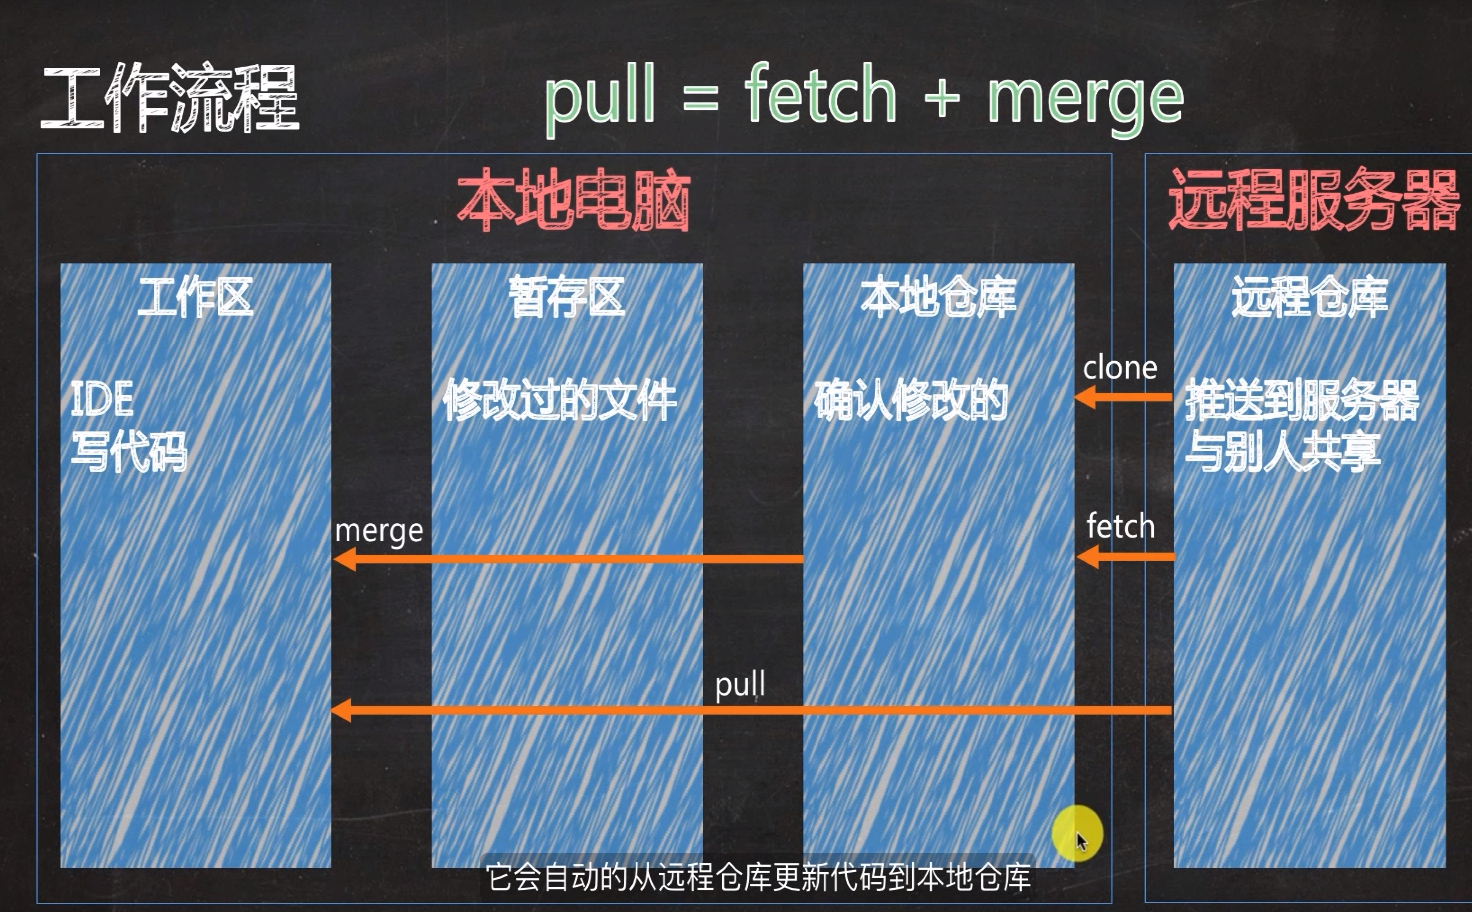 工作流程
pull = fetch + merge
本地电脑
远程服务器
工作区
暂存区
本地仓库
远程仓库
IDE
写代码
修改过的文件
确认修改的
推送到服务器
与别人共享
clone
merge
fetch
pull
它会自动的从远程仓库更新代码到本地仓库